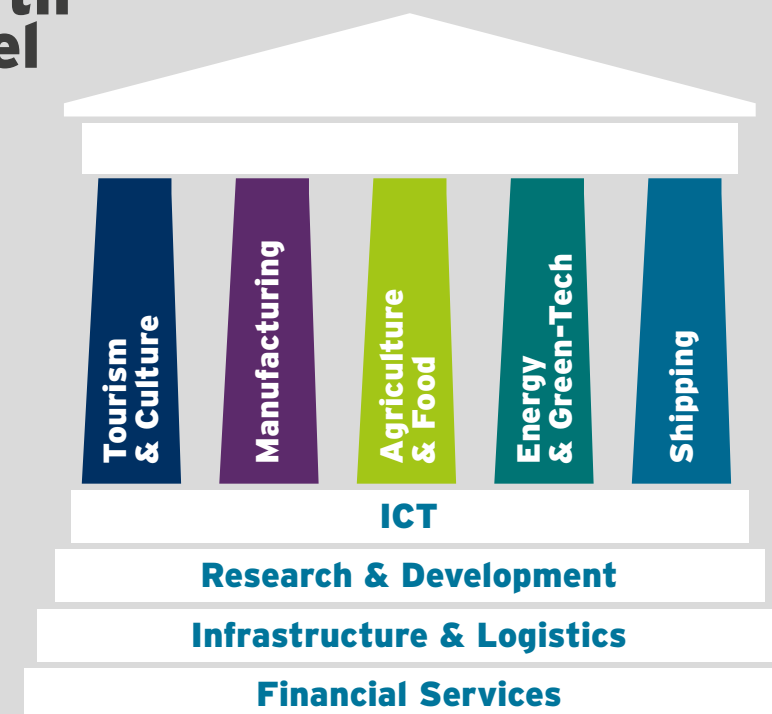 Tourism
& Culture
Manufacturing
Agriculture
& Food
Energy
& Green-Tech
Shipping
ICT
Research & Development
Infrastructure & Logistics
Financial Services